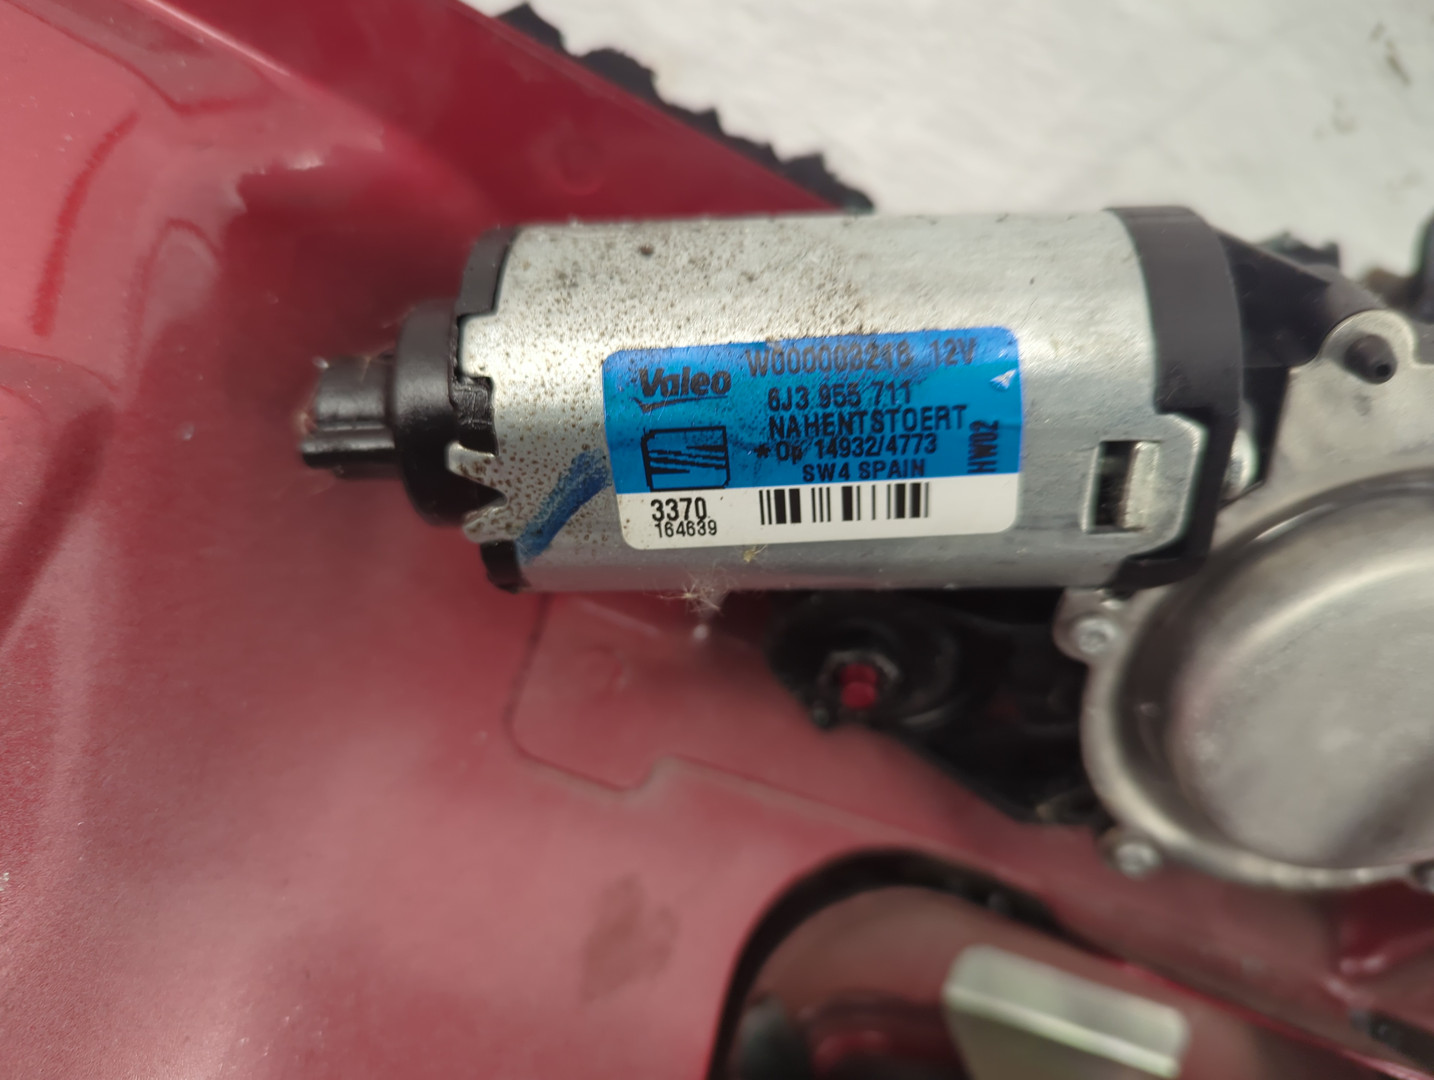 Valeo
W000003218 12V
6J3 955 711
NAHENTSTOERT
* Op 14932/4773
SW4 SPAIN
HW02
3370
164639